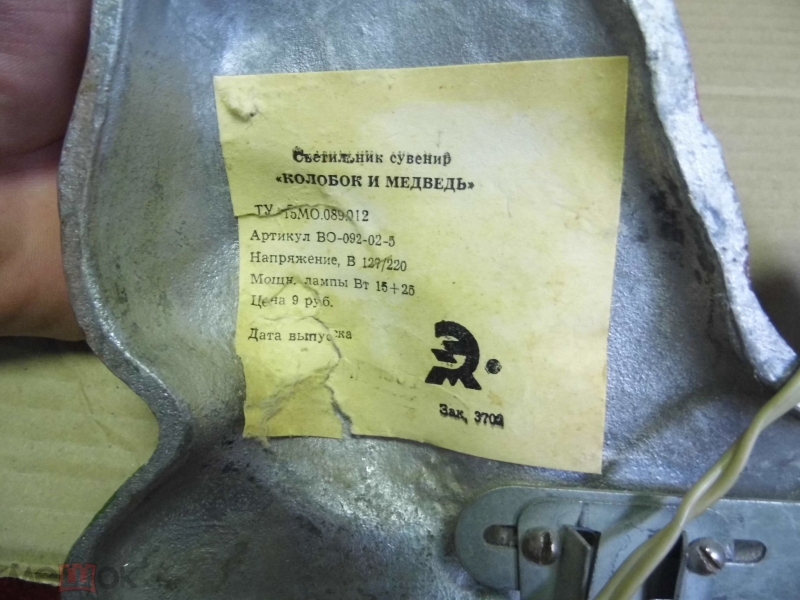 Светильник сувенир
«КОЛОБОК И МЕДВЕДЬ»
ТУ 15МО.089.012
Артикул ВО-092-02-5
Напряжение, В 127/220
Мощн. лампы Вт 15+25
Цена 9 руб.
Дата выпуска
Зак. 3702